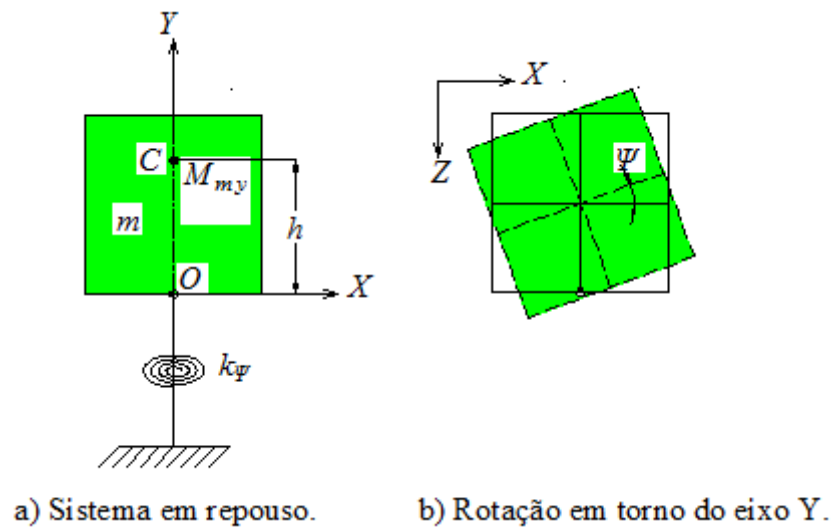 Y
C
M_my
m
h
O
X
k_Ψ
X
Z
Ψ
a) Sistema em repouso.
b) Rotação em torno do eixo Y.